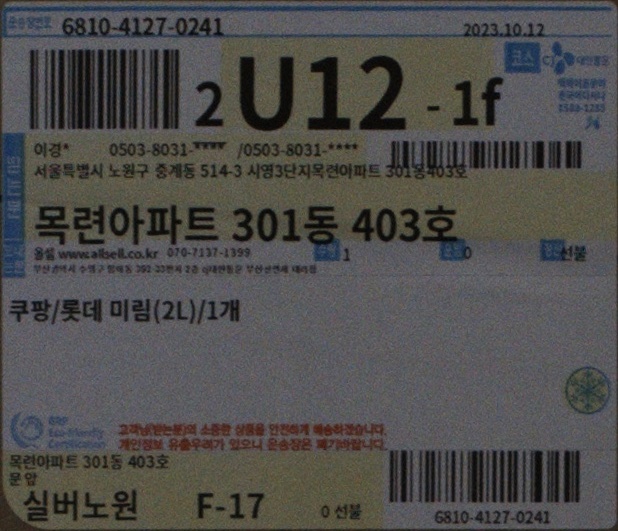 운송장번호 6810-4127-0241 2023.10.12
코스 CJ 대한통운
2 U12 - 1f
이경* 0503-8031-**** /0503-8031-****
서울특별시 노원구 중계동 514-3 시영3단지목련아파트 301동403호
목련아파트 301동 403호
올셀 www.allsell.co.kr 070-7137-1399 1 0 선불
쿠팡/롯데 미림(2L)/1개
Eco-friendly
Certification
고객님(받는분)의 소중한 상품을 안전하게 배송하겠습니다.
개인정보 유출우려가 있으니 운송장은 폐기바랍니다.
목련아파트 301동 403호
문 앞
실버노원 F-17 0 선불
6810-4127-0241